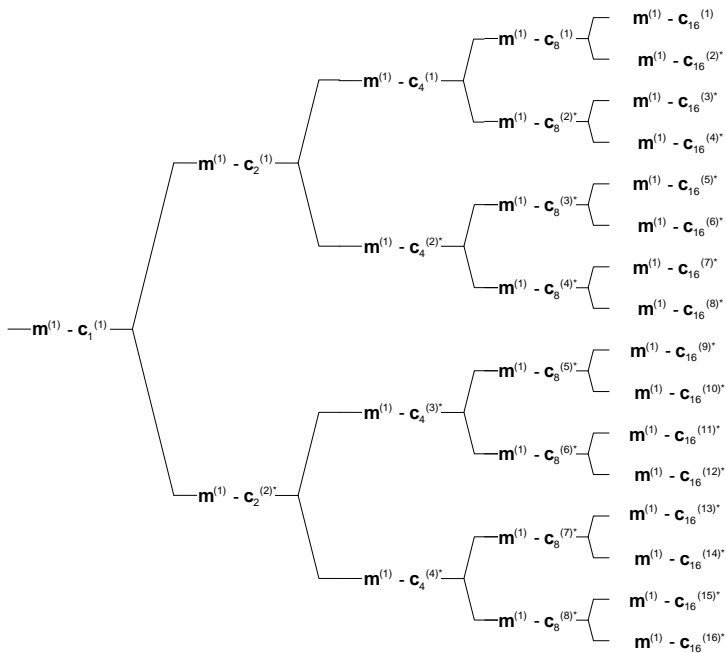 m(1) - c16(1)
m(1) - c8(1)
m(1) - c16(2)*
m(1) - c4(1)
m(1) - c16(3)*
m(1) - c8(2)*
m(1) - c16(4)*
m(1) - c2(1)
m(1) - c16(5)*
m(1) - c8(3)*
m(1) - c16(6)*
m(1) - c4(2)*
m(1) - c16(7)*
m(1) - c8(4)*
m(1) - c16(8)*
m(1) - c1(1)
m(1) - c16(9)*
m(1) - c8(5)*
m(1) - c16(10)*
m(1) - c4(3)*
m(1) - c16(11)*
m(1) - c8(6)*
m(1) - c16(12)*
m(1) - c2(2)*
m(1) - c16(13)*
m(1) - c8(7)*
m(1) - c16(14)*
m(1) - c4(4)*
m(1) - c16(15)*
m(1) - c8(8)*
m(1) - c16(16)*